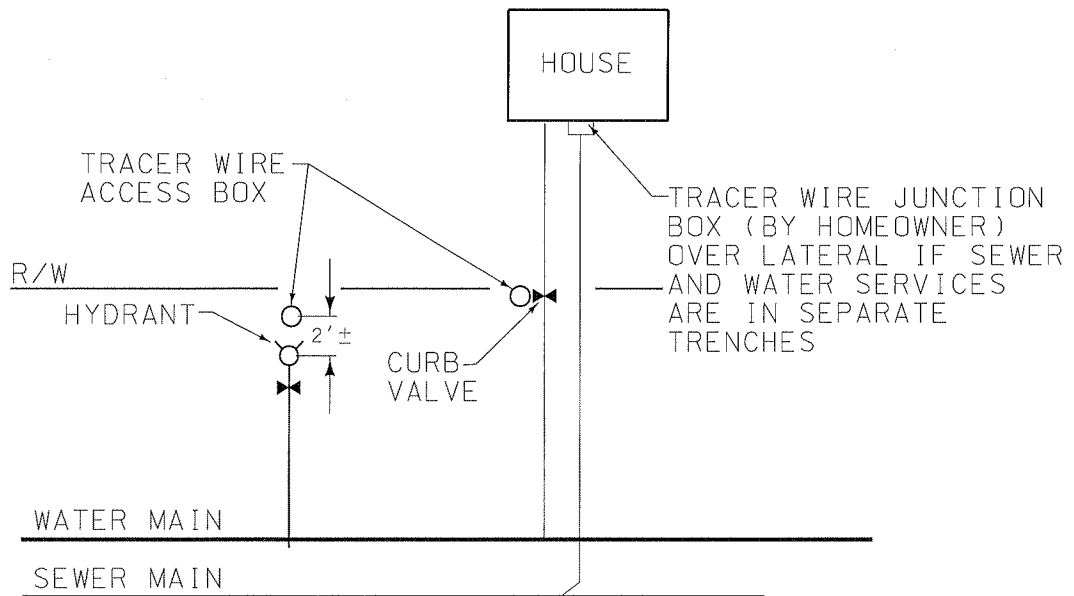 HOUSE
TRACER WIRE
ACCESS BOX
TRACER WIRE JUNCTION
BOX (BY HOMEOWNER)
OVER LATERAL IF SEWER
AND WATER SERVICES
ARE IN SEPARATE
TRENCHES
R/W
HYDRANT
2'±
CURB
VALVE
WATER MAIN
SEWER MAIN